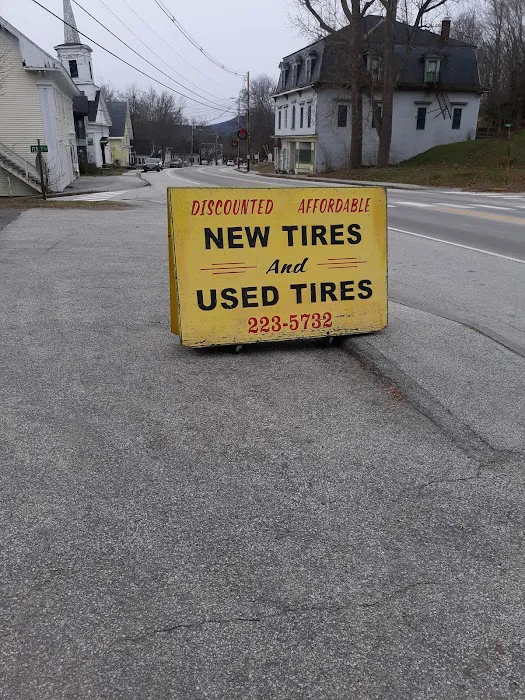 DISCOUNTED AFFORDABLE
NEW TIRES
And
USED TIRES
223-5732